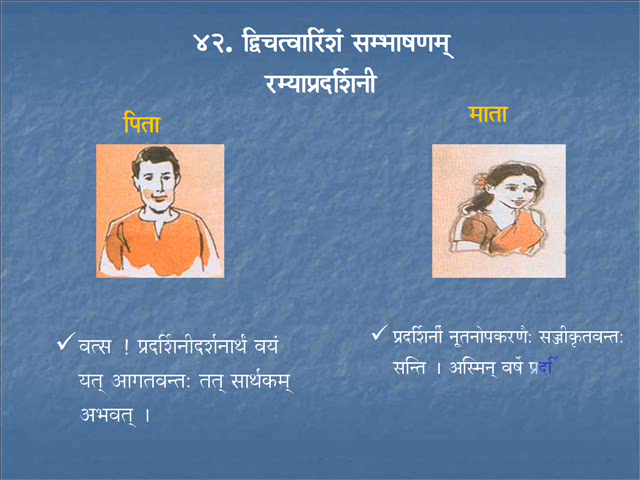 ४२. द्विचत्वारिंशं सम्भाषणम्
रम्याप्रदर्शिनी
पिता
माता
वत्स ! प्रदर्शिनीदर्शनार्थं वयं
यत् आगतवन्तः तत् सार्थकम्
अभवत् ।
प्रदर्शिनीं नूतनोपकरणैः सज्जीकृतवन्तः
सन्ति । अस्मिन् वर्षे प्रदर्शि